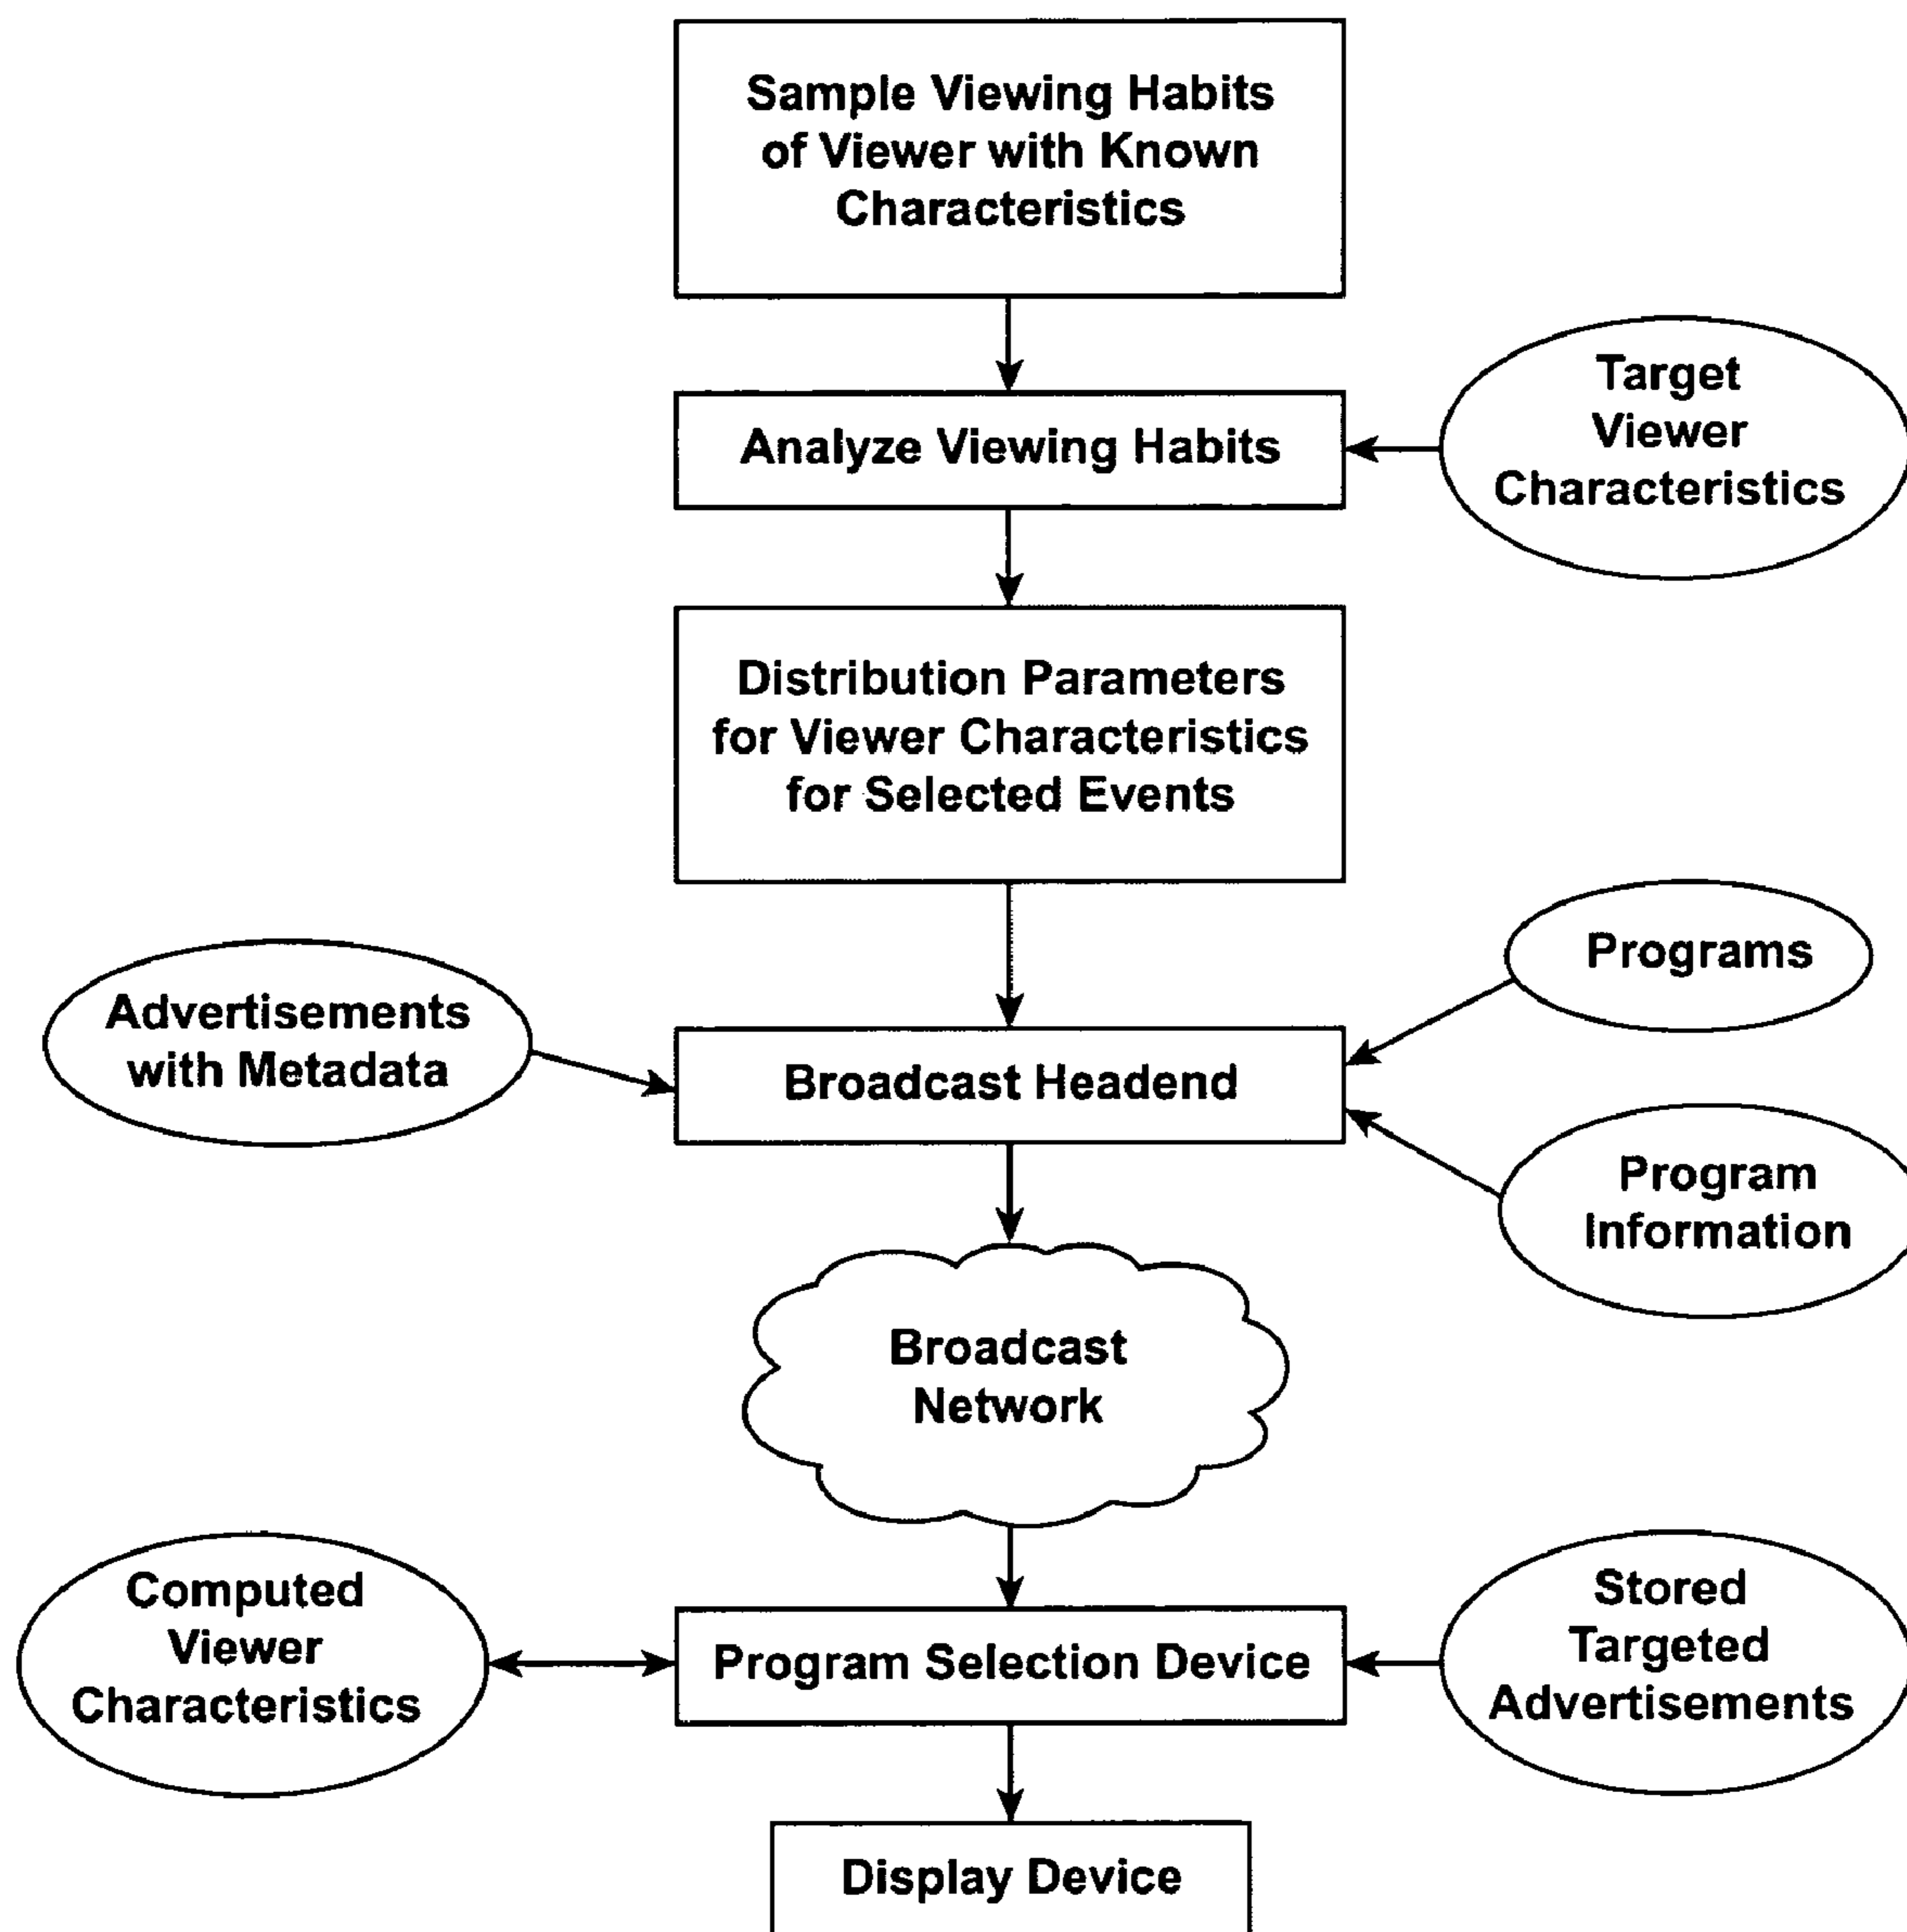 Sample Viewing Habits
of Viewer with Known
Characteristics
Analyze Viewing Habits
Target
Viewer
Characteristics
Distribution Parameters
for Viewer Characteristics
for Selected Events
Programs
Advertisements
with Metadata
Broadcast Headend
Program
Information
Broadcast
Network
Computed
Viewer
Characteristics
Program Selection Device
Stored
Targeted
Advertisements
Display Device